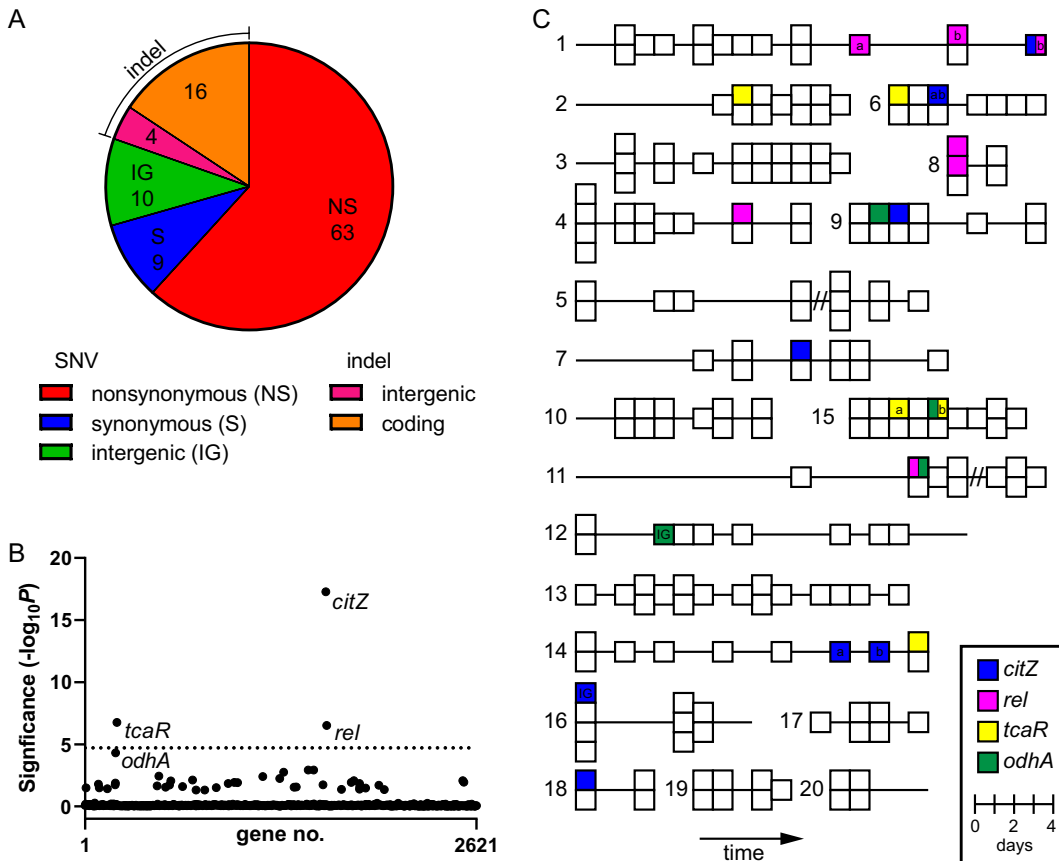 A
indel
16
4
IG
10
S
9
NS
63
SNV
indel
nonsynonymous (NS)
intergenic
synonymous (S)
coding
intergenic (IG)
B
Signficance (-log10P)
20
15
10
5
0
citZ
tcaR
rel
odhA
1
gene no.
2621
C
1
a
b
b
2
6
ab
3
8
4
9
5
//
7
10
15
a
b
11
//
12
IG
13
14
a
b
16
IG
17
18
19
20
time
citZ
rel
tcaR
odhA
0 2 4
days